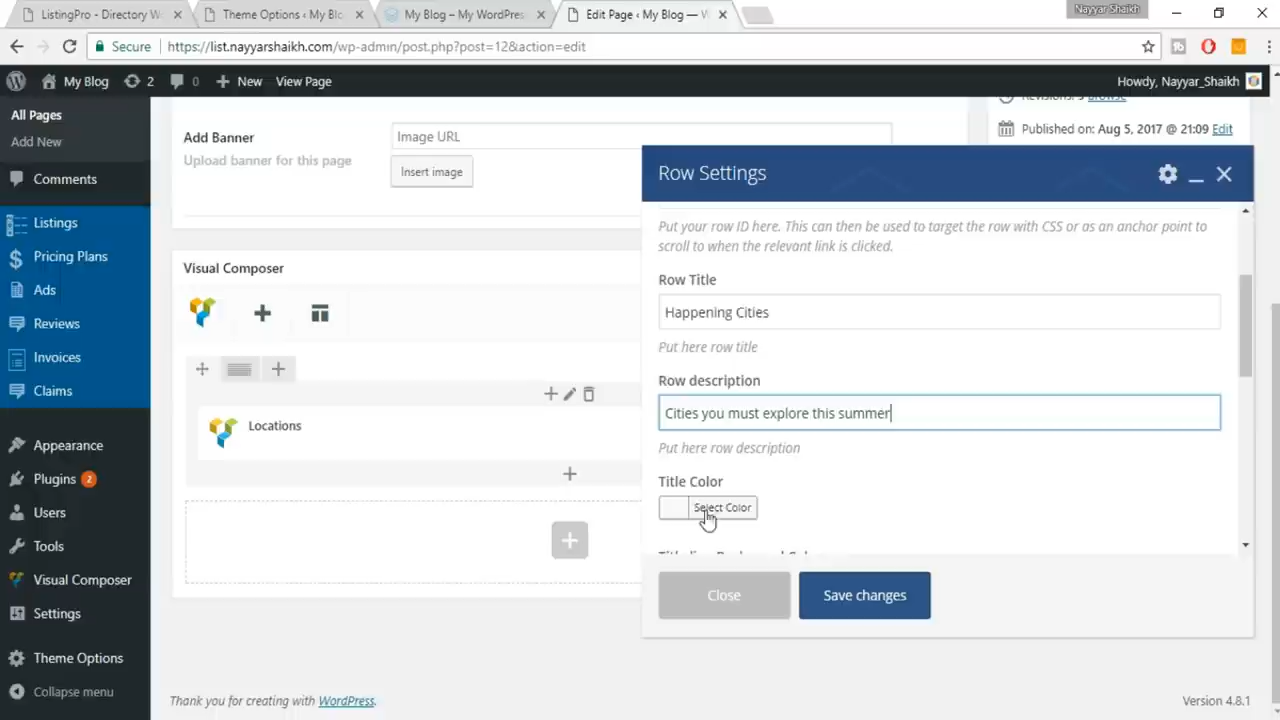 ListingPro - Directory W
Theme Options ‹ My Blo
My Blog – My WordPres
Edit Page ‹ My Blog — W
Nayyar Shaikh
Secure
https://list.nayyarshaikh.com/wp-admin/post.php?post=12&action=edit
My Blog
2
0
New
View Page
Howdy, Nayyar_Shaikh
All Pages
Add New
Comments
Listings
Pricing Plans
Ads
Reviews
Invoices
Claims
Appearance
Plugins 2
Users
Tools
Visual Composer
Settings
Theme Options
Collapse menu
Add Banner
Upload banner for this page
Image URL
Insert image
Browse
Published on: Aug 5, 2017 @ 21:09 Edit
Visual Composer
Locations
Row Settings
Put your row ID here. This can then be used to target the row with CSS or as an anchor point to
scroll to when the relevant link is clicked.
Row Title
Happening Cities
Put here row title
Row description
Cities you must explore this summer
Put here row description
Title Color
Select Color
Close
Save changes
Thank you for creating with WordPress.
Version 4.8.1